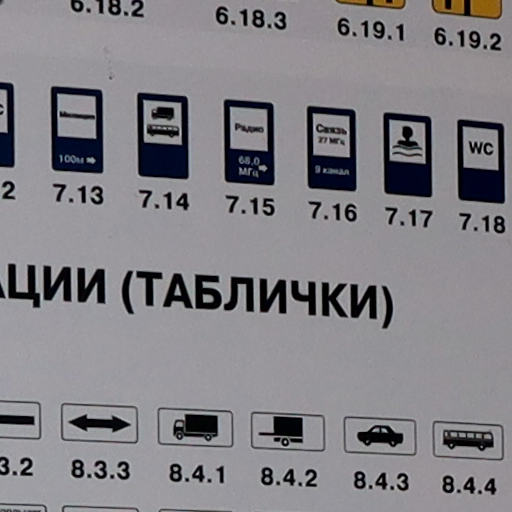 6.18.2 6.18.3 6.19.1 6.19.2
Милиция Радио Связь WC
27 МГц
100м 68,0 9 канал
МГц
2 7.13 7.14 7.15 7.16 7.17 7.18
АЦИИ (ТАБЛИЧКИ)
3.2 8.3.3 8.4.1 8.4.2 8.4.3 8.4.4